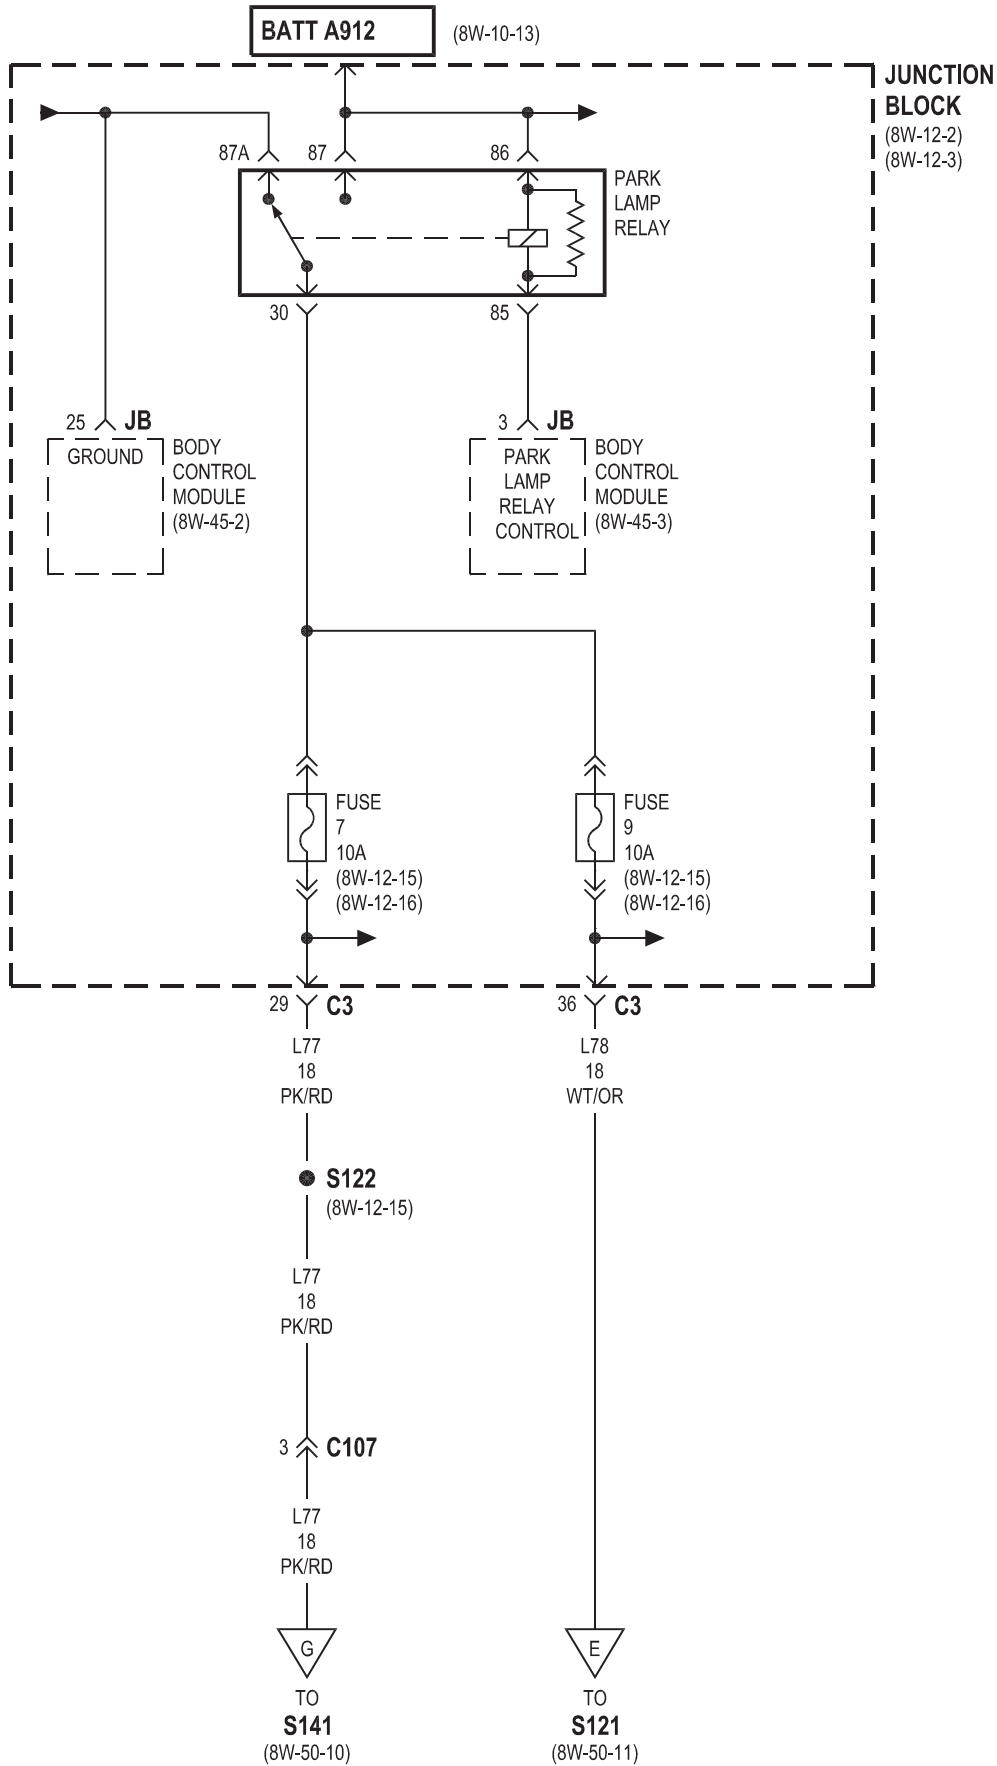 BATT A912
(8W-10-13)
JUNCTION
BLOCK
(8W-12-2)
(8W-12-3)
87A
87
86
PARK
LAMP
RELAY
30
85
25
JB
GROUND
BODY
CONTROL
MODULE
(8W-45-2)
3
JB
PARK
LAMP
RELAY
CONTROL
BODY
CONTROL
MODULE
(8W-45-3)
FUSE
7
10A
(8W-12-15)
(8W-12-16)
FUSE
9
10A
(8W-12-15)
(8W-12-16)
29
C3
36
C3
L77
18
PK/RD
L78
18
WT/OR
S122
(8W-12-15)
L77
18
PK/RD
3
C107
L77
18
PK/RD
G
TO
S141
(8W-50-10)
E
TO
S121
(8W-50-11)